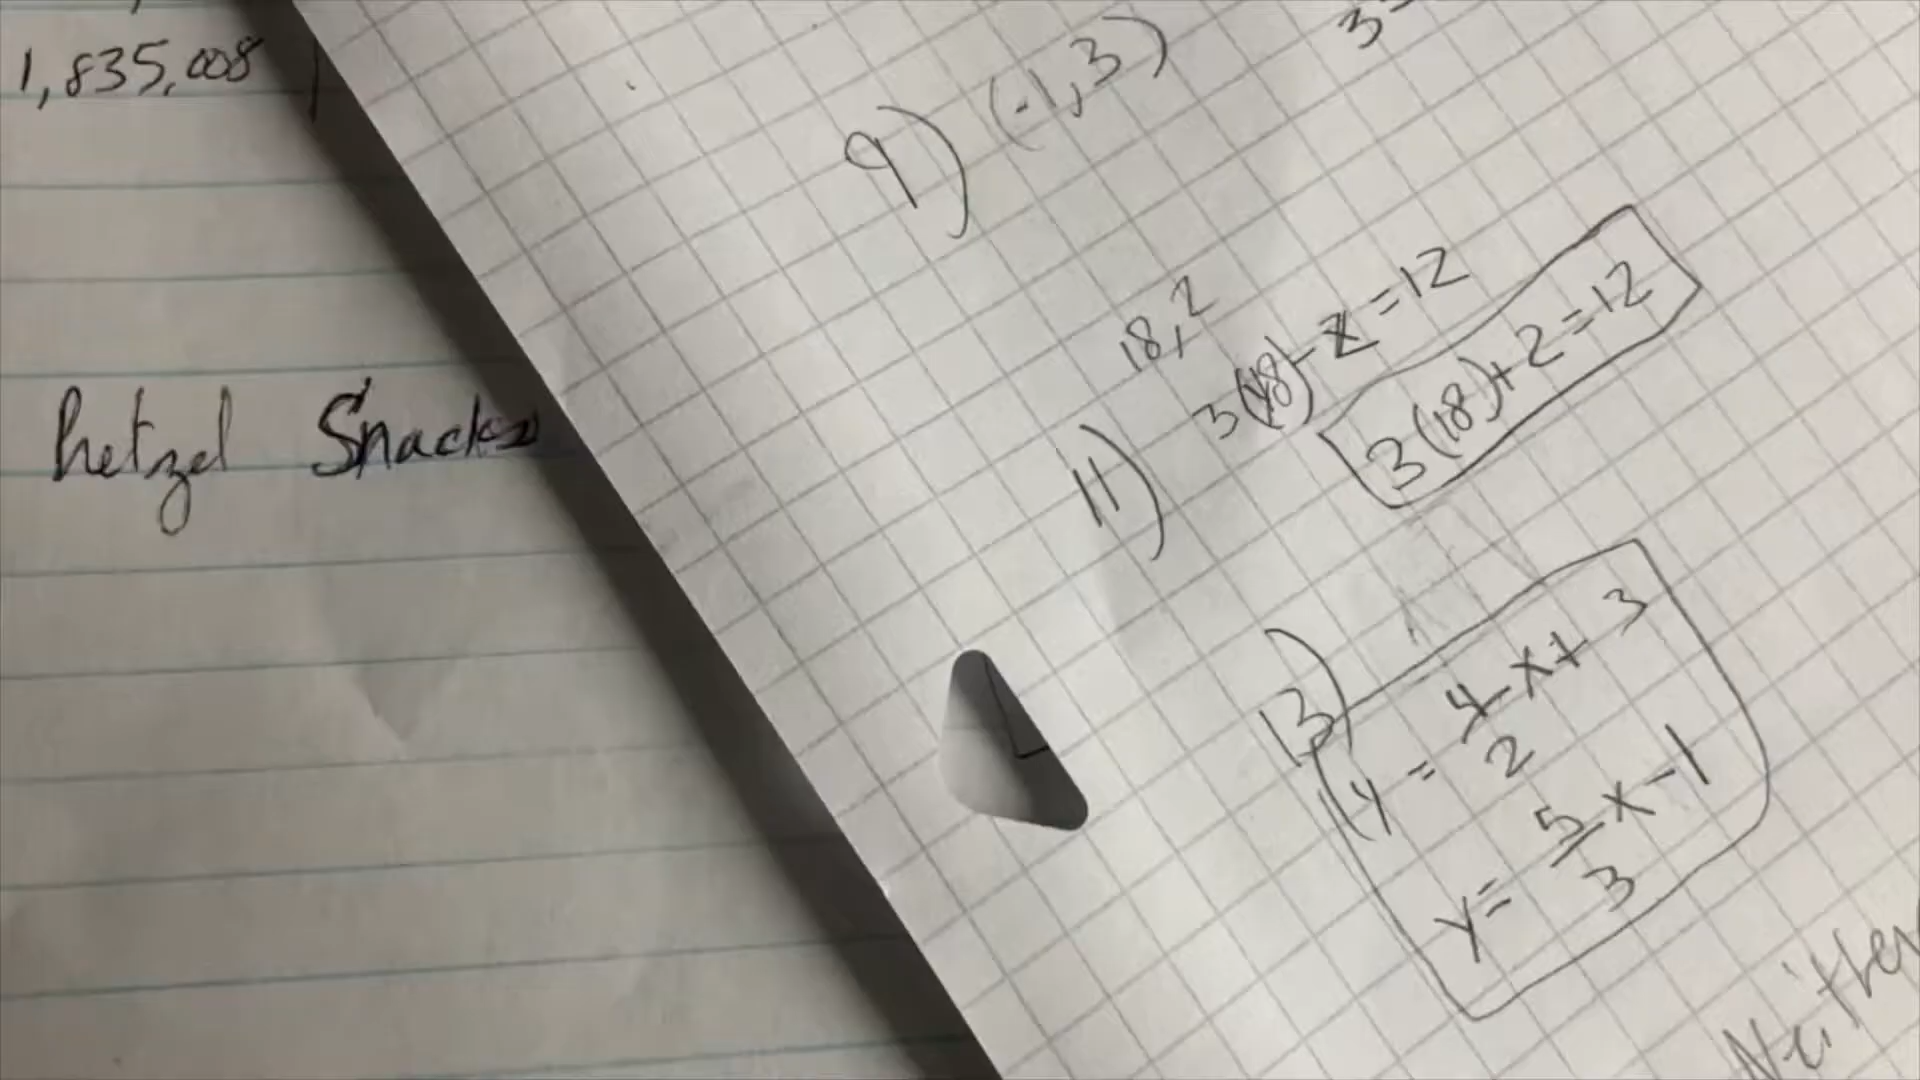 1,835,008
Pretzel Snacks
3
9) (-1,3)
18,2
11) 3(18)-2=12
3(18)+2=12
13)
y = 4/2 x + 3
y = 5/3 x - 1
Neither